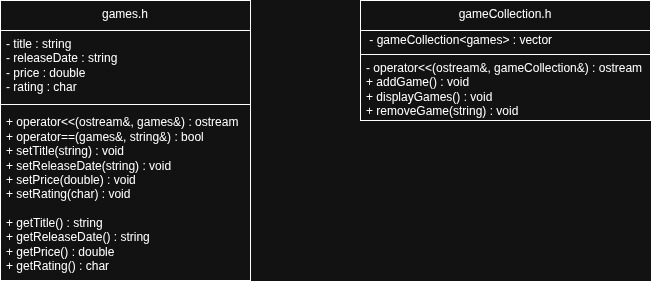 games.h
- title : string
- releaseDate : string
- price : double
- rating : char
+ operator<<(ostream&, games&) : ostream
+ operator==(games&, string&) : bool
+ setTitle(string) : void
+ setReleaseDate(string) : void
+ setPrice(double) : void
+ setRating(char) : void
+ getTitle() : string
+ getReleaseDate() : string
+ getPrice() : double
+ getRating() : char
gameCollection.h
- gameCollection<games> : vector
- operator<<(ostream&, gameCollection&) : ostream
+ addGame() : void
+ displayGames() : void
+ removeGame(string) : void